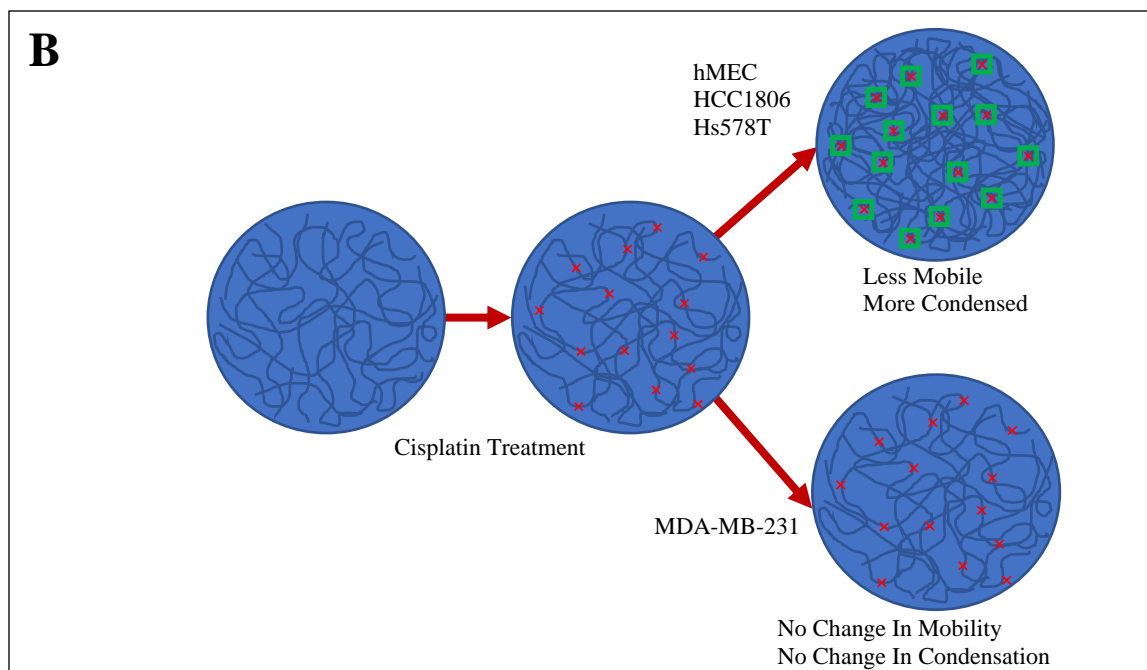 B
hMEC
HCC1806
Hs578T
Less Mobile
More Condensed
Cisplatin Treatment
MDA-MB-231
No Change In Mobility
No Change In Condensation